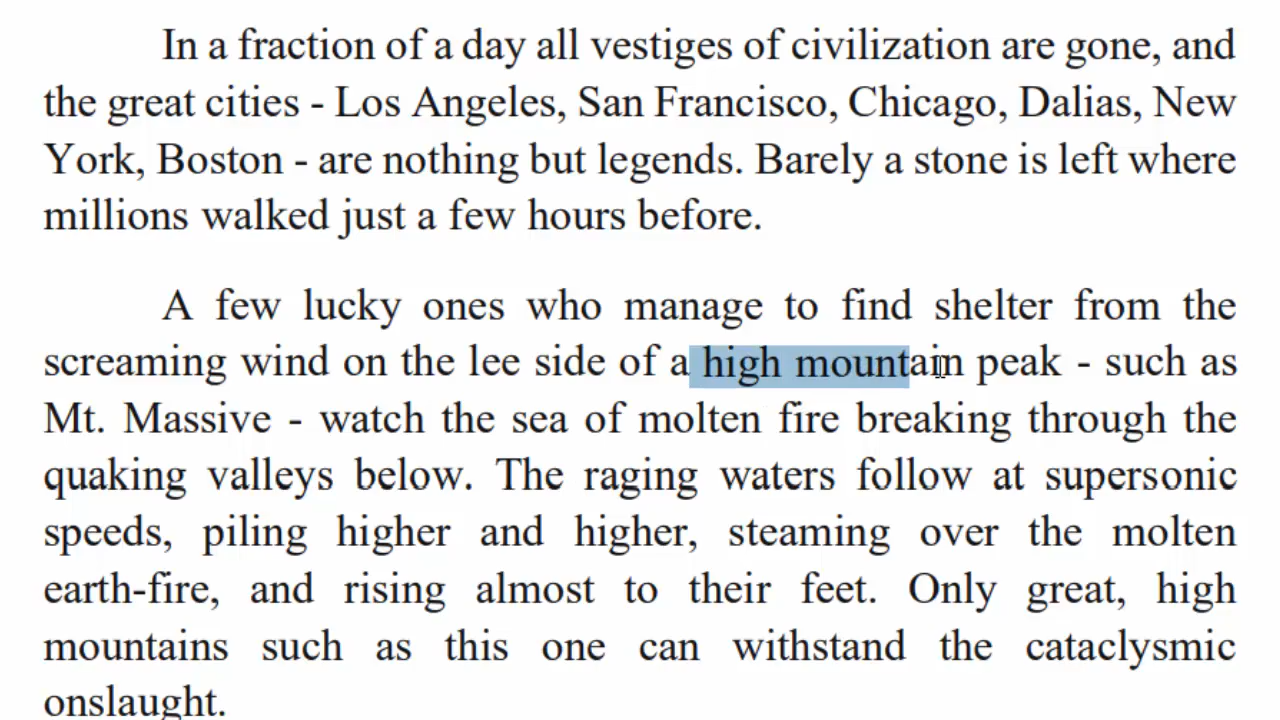 In a fraction of a day all vestiges of civilization are gone, and
the great cities - Los Angeles, San Francisco, Chicago, Dalias, New
York, Boston - are nothing but legends. Barely a stone is left where
millions walked just a few hours before.
A few lucky ones who manage to find shelter from the
screaming wind on the lee side of a high mountain peak - such as
Mt. Massive - watch the sea of molten fire breaking through the
quaking valleys below. The raging waters follow at supersonic
speeds, piling higher and higher, steaming over the molten
earth-fire, and rising almost to their feet. Only great, high
mountains such as this one can withstand the cataclysmic
onslaught.